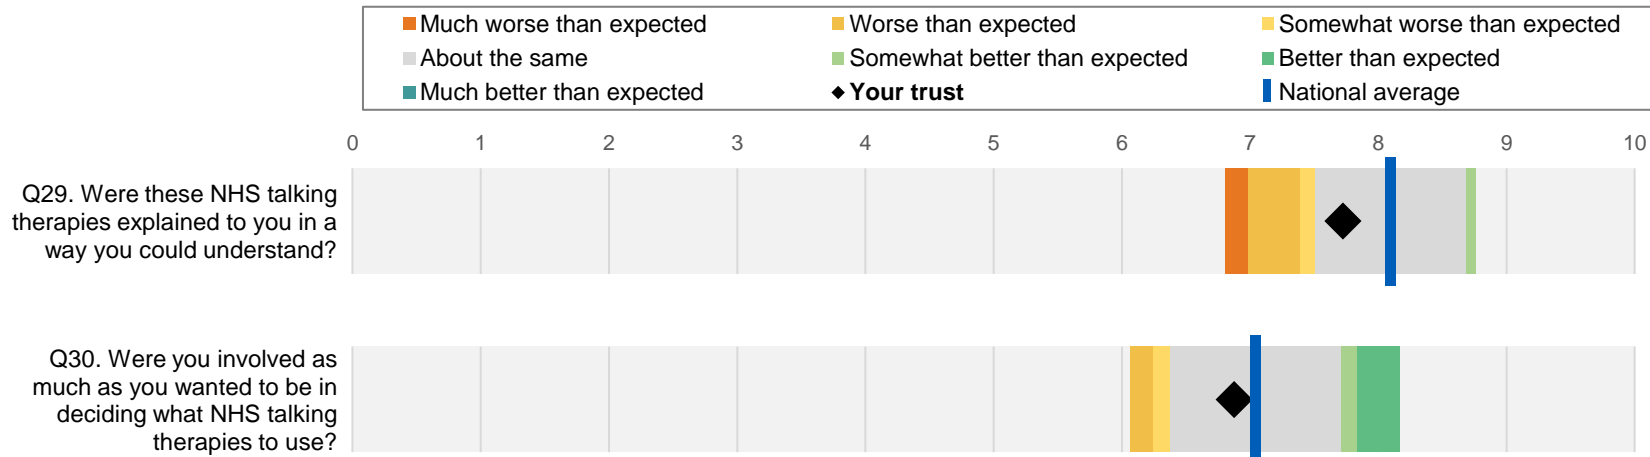 Much worse than expected
Worse than expected
Somewhat worse than expected
About the same
Somewhat better than expected
Better than expected
Much better than expected
Your trust
National average
0 1 2 3 4 5 6 7 8 9 10
Q29. Were these NHS talking
therapies explained to you in a
way you could understand?
Q30. Were you involved as
much as you wanted to be in
deciding what NHS talking
therapies to use?